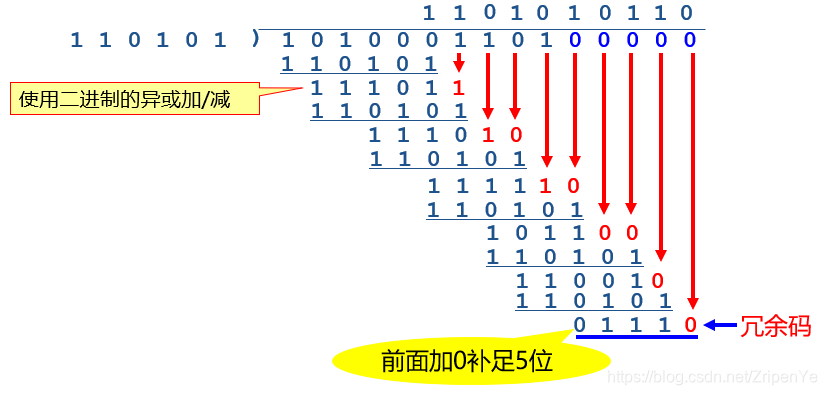 1 1 0 1 0 1 0 1 1 0
1 1 0 1 0 1 ) 1 0 1 0 0 0 1 1 0 1 0 0 0 0 0
1 1 0 1 0 1
使用二进制的异或加/减
1 1 1 0 1 1
1 1 0 1 0 1
1 1 1 0 1 0
1 1 0 1 0 1
1 1 1 1 1 0
1 1 0 1 0 1
1 0 1 1 0 0
1 1 0 1 0 1
1 1 0 0 1 0
1 1 0 1 0 1
0 1 1 1 0 冗余码
前面加0补足5位
https://blog.csdn.net/ZripenYe